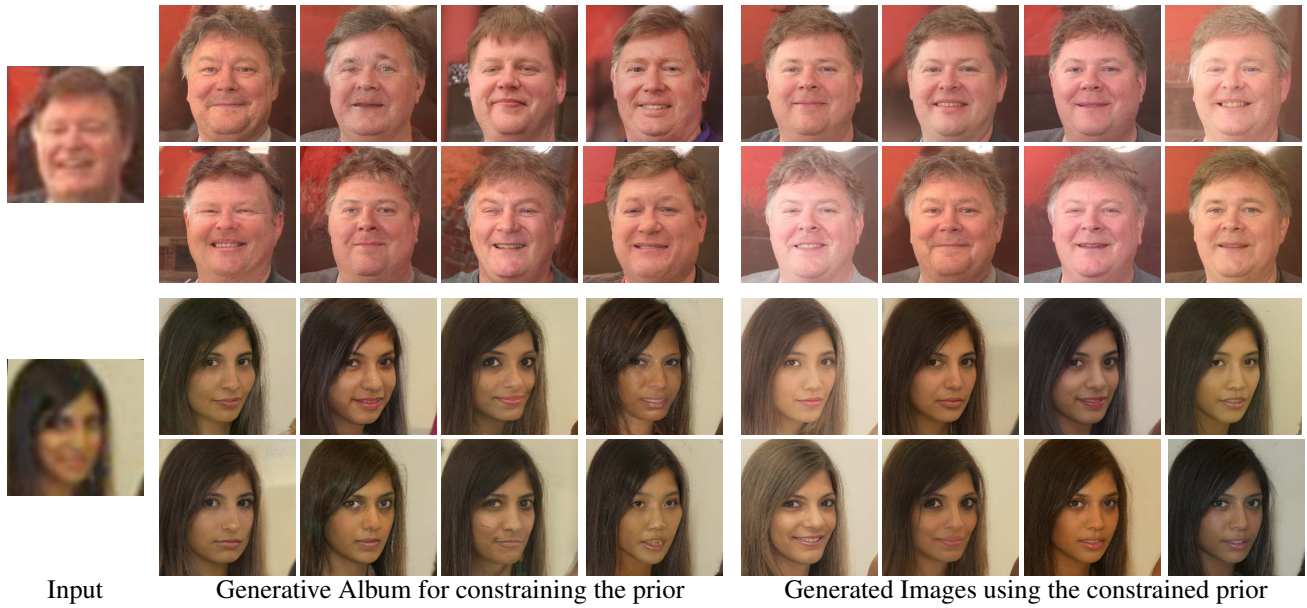 Input
Generative Album for constraining the prior
Generated Images using the constrained prior